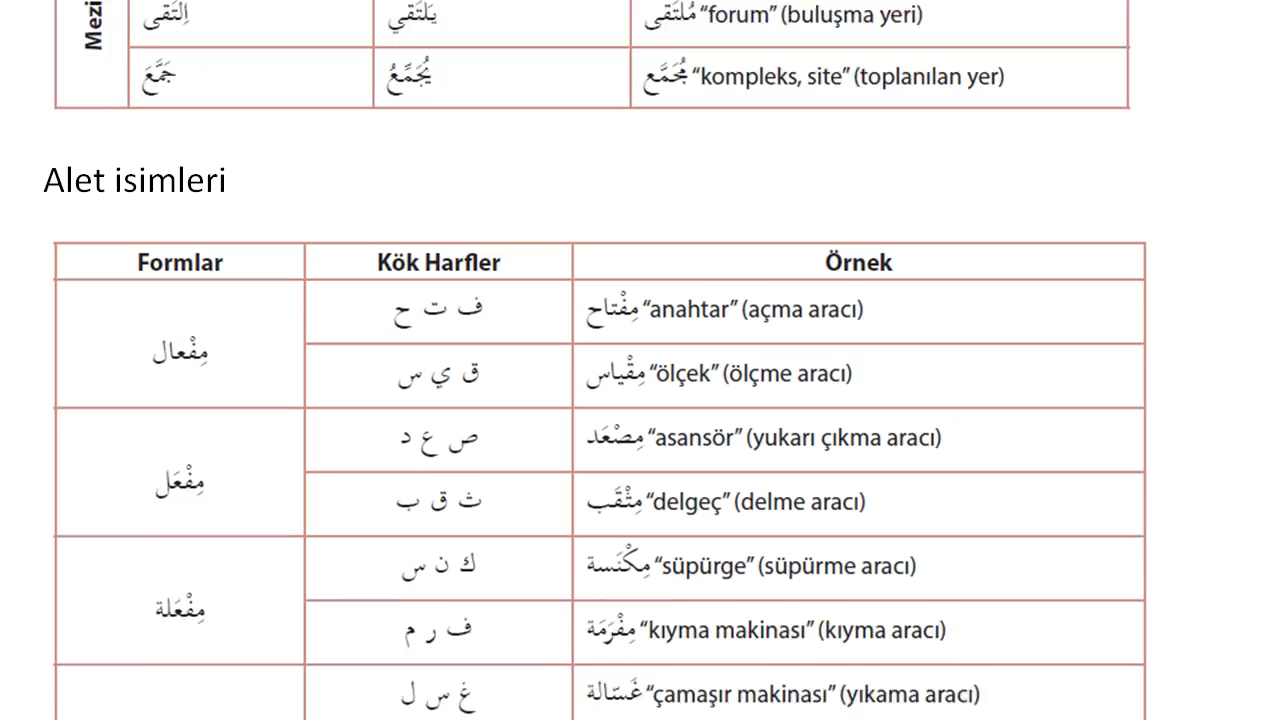 Mezi
اِلْتَقى يَلْتَقي مُلْتَقى “forum” (buluşma yeri)
جَمَّعَ يُجَمِّعُ مُجَمَّع “kompleks, site” (toplanılan yer)
Alet isimleri
Formlar Kök Harfler Örnek
مِفْعال
ف ت ح مِفْتاح “anahtar” (açma aracı)
ق ي س مِقْياس “ölçek” (ölçme aracı)
مِفْعَل
ص ع د مِصْعَد “asansör” (yukarı çıkma aracı)
ث ق ب مِثْقَب “delgeç” (delme aracı)
مِفْعَلة
ك ن س مِكْنَسة “süpürge” (süpürme aracı)
ف ر م مِفْرَمَة “kıyma makinası” (kıyma aracı)
غ س ل غَسّالة “çamaşır makinası” (yıkama aracı)